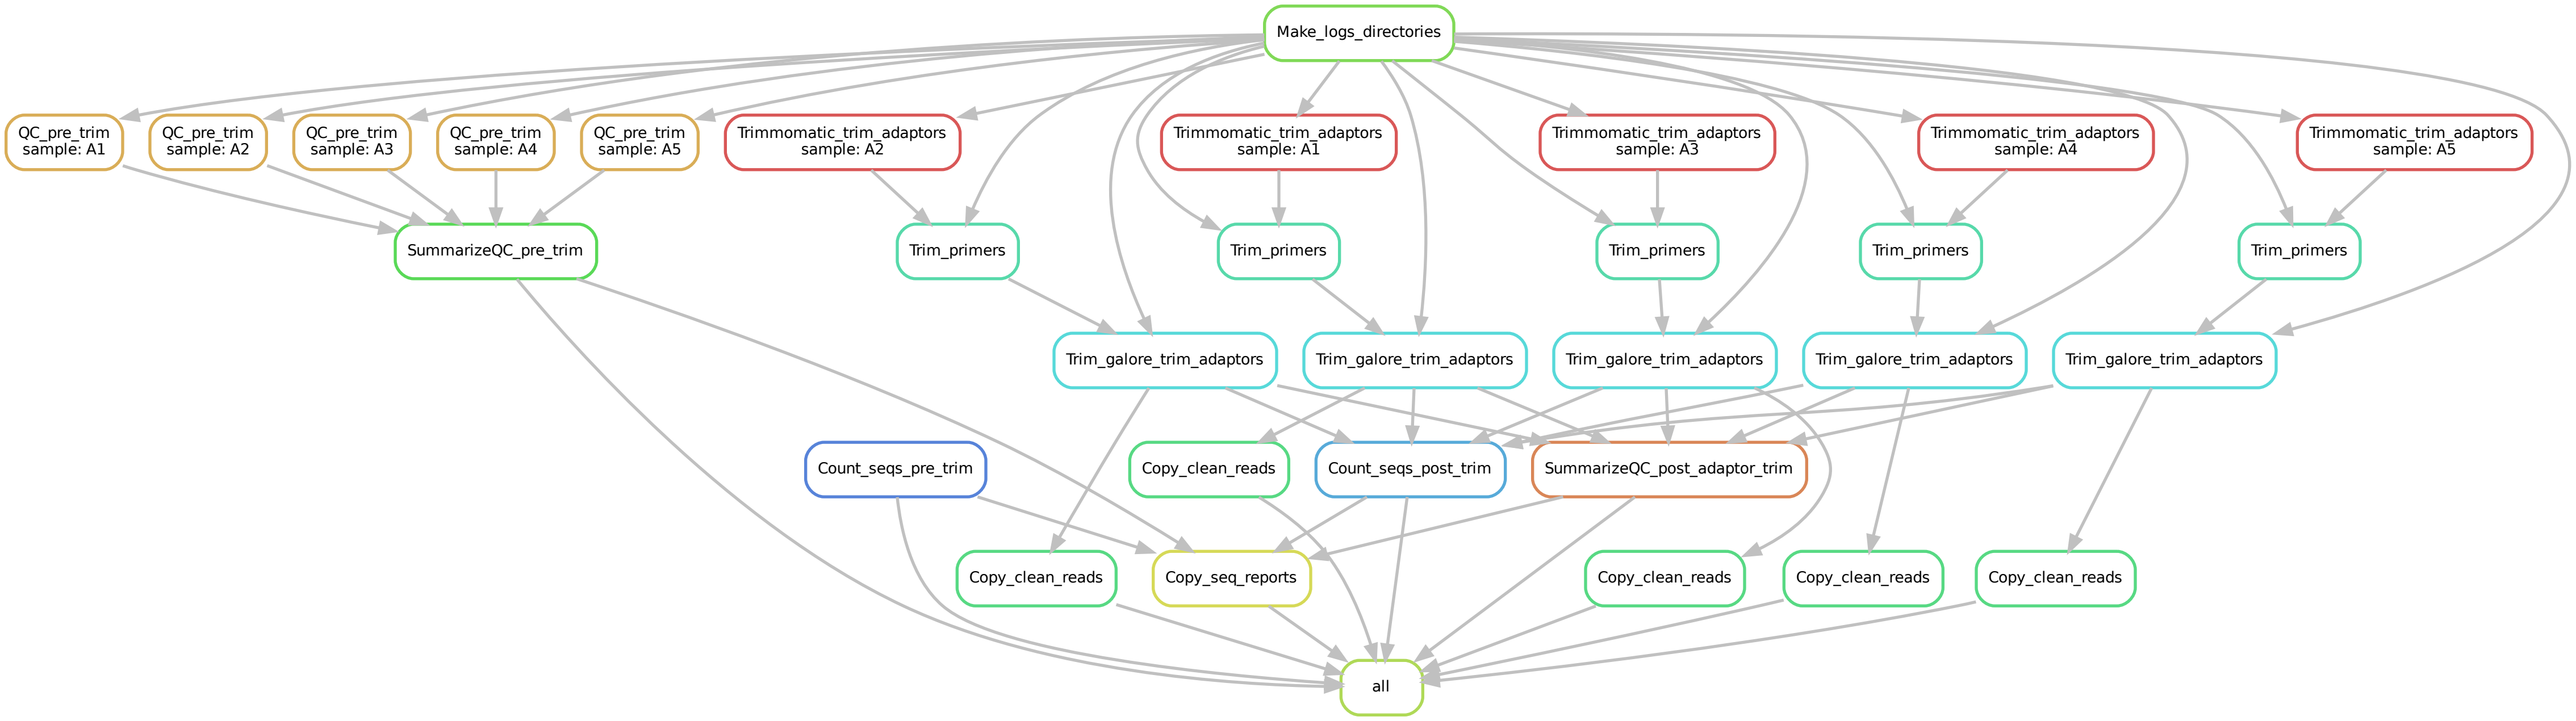 Make_logs_directories
QC_pre_trim
sample: A1
QC_pre_trim
sample: A2
QC_pre_trim
sample: A3
QC_pre_trim
sample: A4
QC_pre_trim
sample: A5
Trimmomatic_trim_adaptors
sample: A2
Trimmomatic_trim_adaptors
sample: A1
Trimmomatic_trim_adaptors
sample: A3
Trimmomatic_trim_adaptors
sample: A4
Trimmomatic_trim_adaptors
sample: A5
SummarizeQC_pre_trim
Trim_primers
Trim_primers
Trim_primers
Trim_primers
Trim_primers
Trim_galore_trim_adaptors
Trim_galore_trim_adaptors
Trim_galore_trim_adaptors
Trim_galore_trim_adaptors
Trim_galore_trim_adaptors
Count_seqs_pre_trim
Copy_clean_reads
Count_seqs_post_trim
SummarizeQC_post_adaptor_trim
Copy_clean_reads
Copy_seq_reports
Copy_clean_reads
Copy_clean_reads
Copy_clean_reads
all